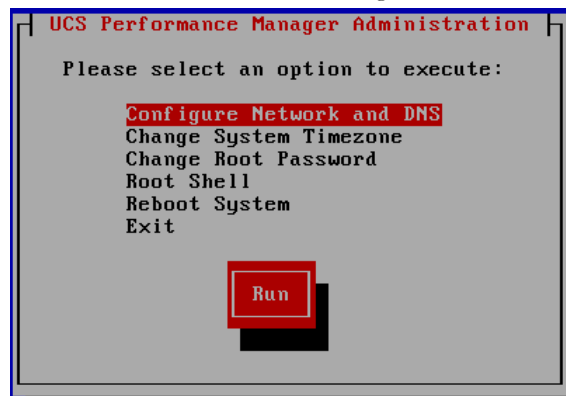 UCS Performance Manager Administration
Please select an option to execute:
Configure Network and DNS
Change System Timezone
Change Root Password
Root Shell
Reboot System
Exit
Run